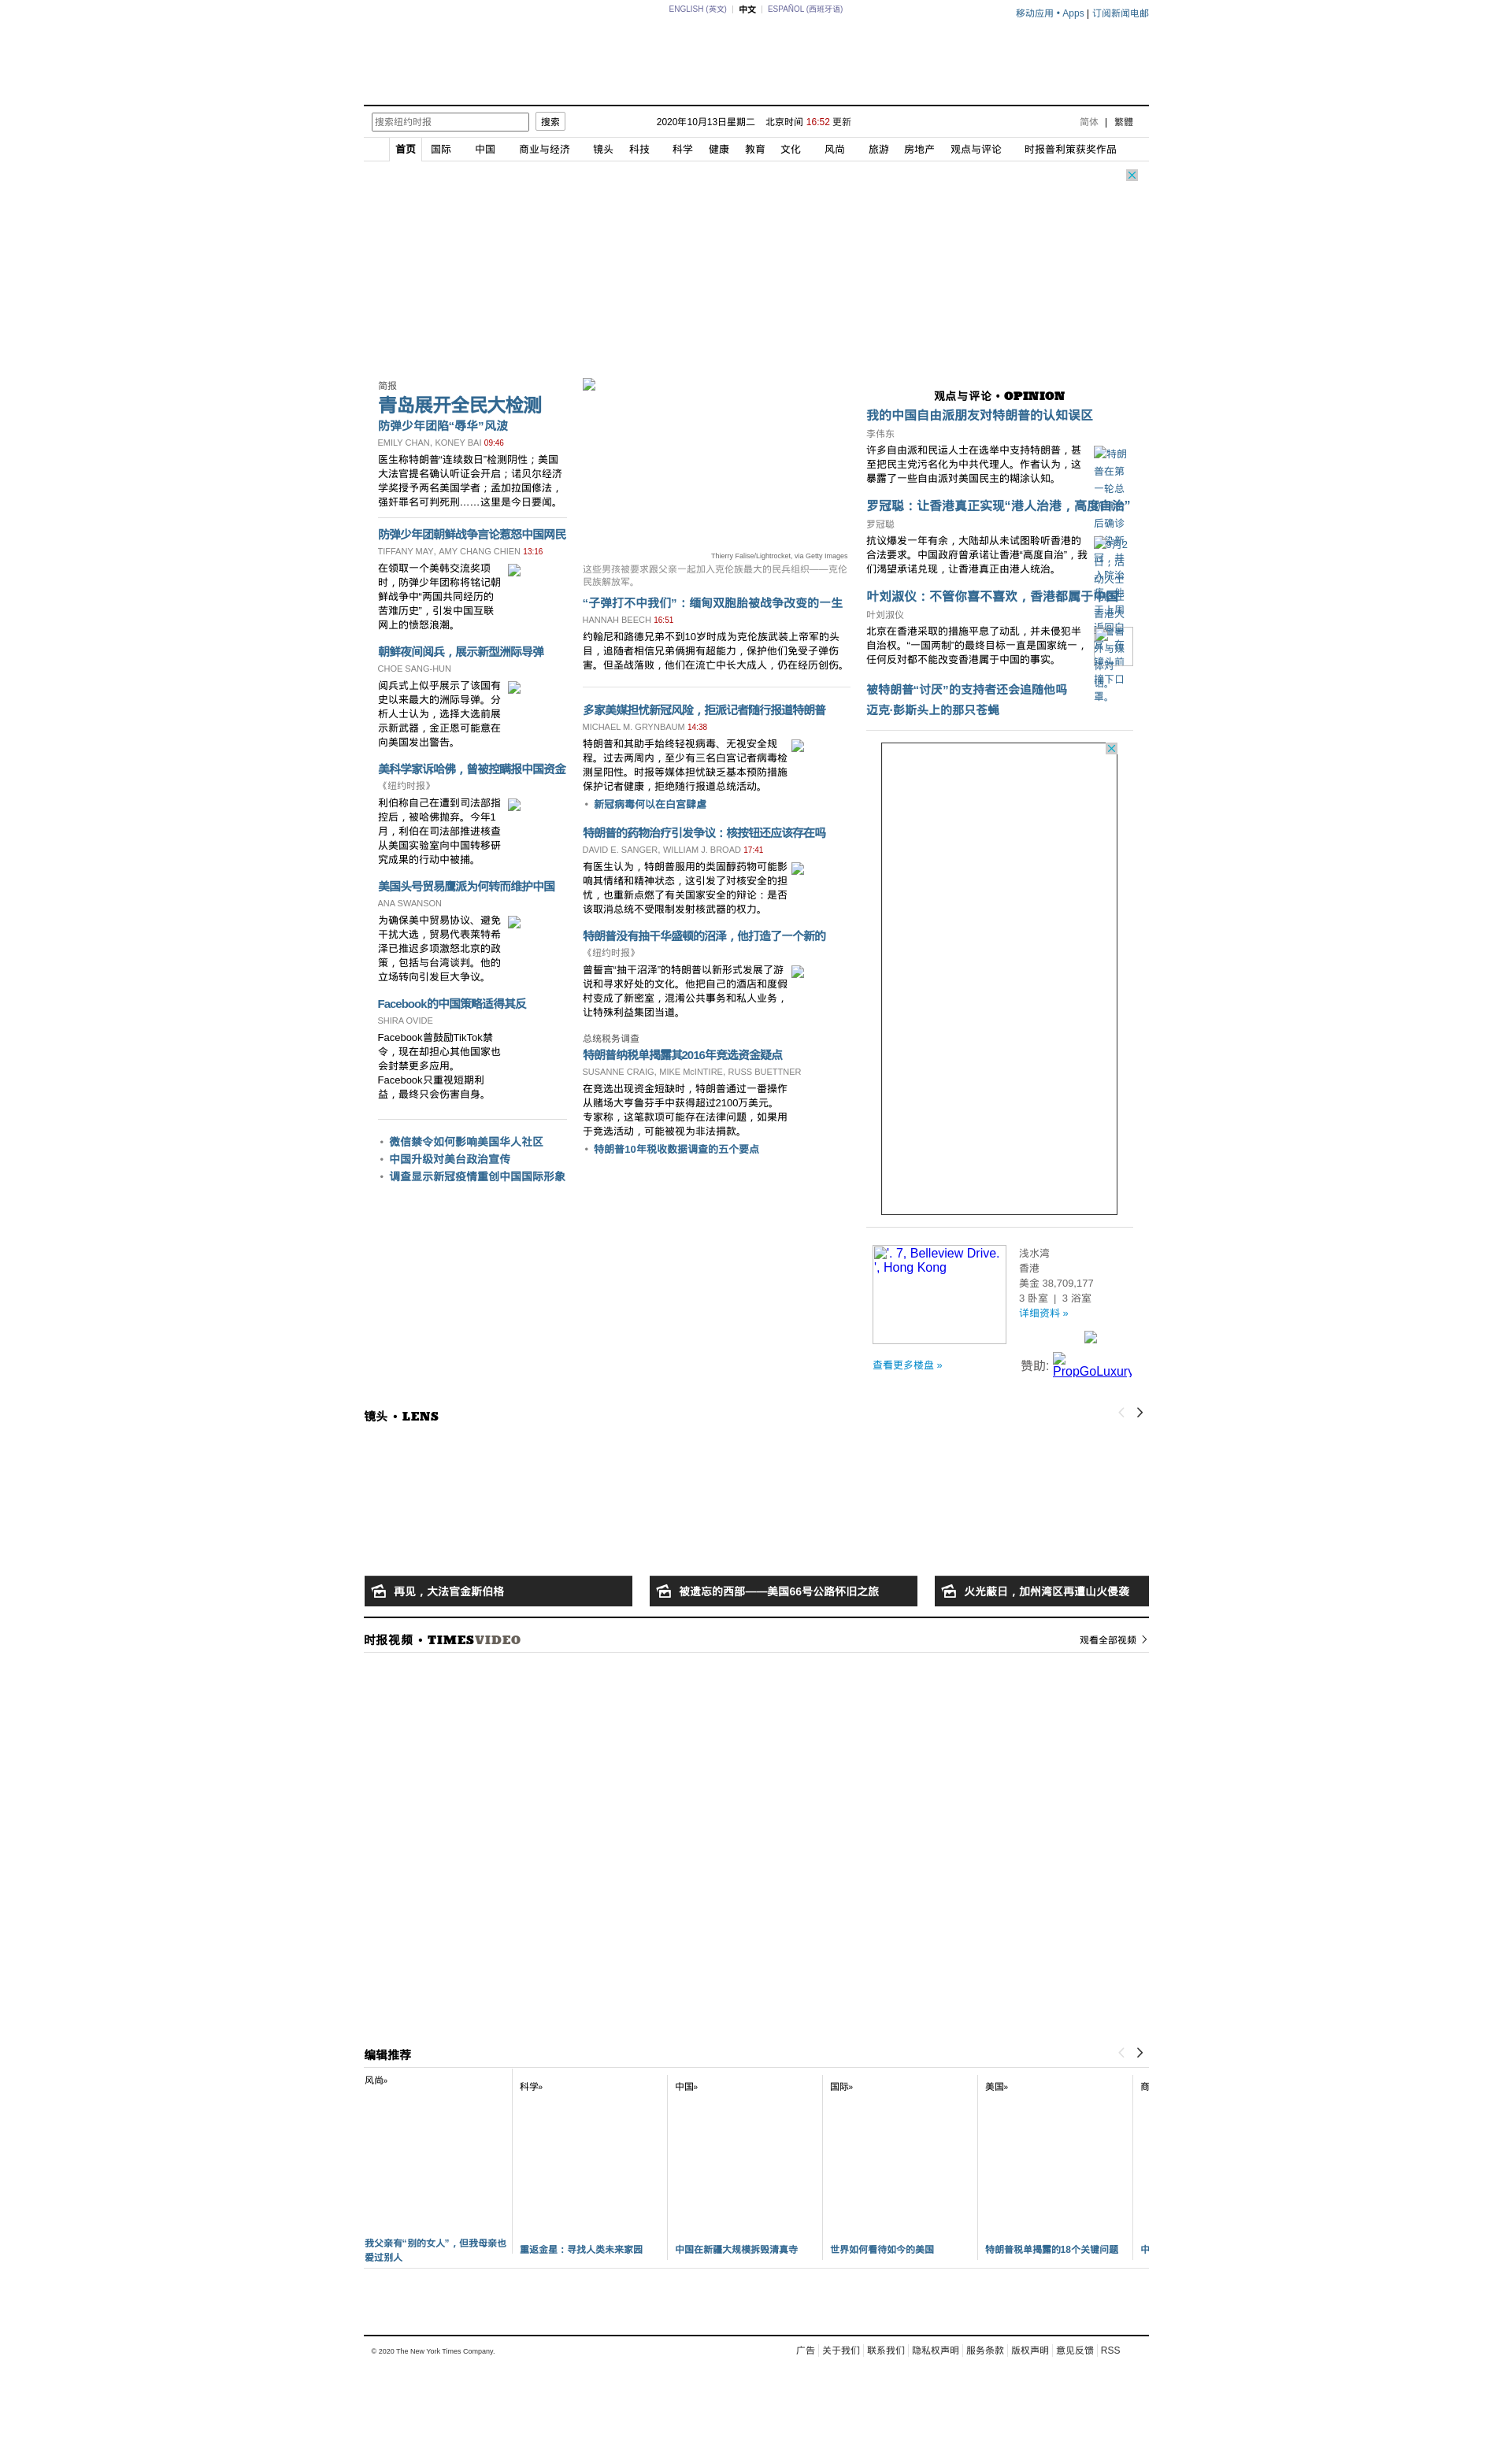 ENGLISH (英文) | 中文 | ESPAÑOL (西班牙语)
移动应用 • Apps | 订阅新闻电邮
搜索纽约时报
搜索
2020年10月13日星期二 北京时间 16:52 更新
简体 | 繁體
首页 国际 中国 商业与经济 镜头 科技 科学 健康 教育 文化 风尚 旅游 房地产 观点与评论 时报普利策获奖作品
简报
青岛展开全民大检测
防弹少年团陷“辱华”风波
EMILY CHAN, KONEY BAI 09:46
医生称特朗普“连续数日”检测阴性；美国
大法官提名确认听证会开启；诺贝尔经济
学奖授予两名美国学者；孟加拉国修法，
强奸罪名可判死刑……这里是今日要闻。
防弹少年团朝鲜战争言论惹怒中国网民
TIFFANY MAY, AMY CHANG CHIEN 13:16
在领取一个美韩交流奖项
时，防弹少年团称将铭记朝
鲜战争中“两国共同经历的
苦难历史”，引发中国互联
网上的愤怒浪潮。
朝鲜夜间阅兵，展示新型洲际导弹
CHOE SANG-HUN
阅兵式上似乎展示了该国有
史以来最大的洲际导弹。分
析人士认为，选择大选前展
示新武器，金正恩可能意在
向美国发出警告。
美科学家诉哈佛，曾被控瞒报中国资金
《纽约时报》
利伯称自己在遭到司法部指
控后，被哈佛抛弃。今年1
月，利伯在司法部推进核查
从美国实验室向中国转移研
究成果的行动中被捕。
美国头号贸易鹰派为何转而维护中国
ANA SWANSON
为确保美中贸易协议、避免
干扰大选，贸易代表莱特希
泽已推迟多项激怒北京的政
策，包括与台湾谈判。他的
立场转向引发巨大争议。
Facebook的中国策略适得其反
SHIRA OVIDE
Facebook曾鼓励TikTok禁
令，现在却担心其他国家也
会封禁更多应用。
Facebook只重视短期利
益，最终只会伤害自身。
• 微信禁令如何影响美国华人社区
• 中国升级对美台政治宣传
• 调查显示新冠疫情重创中国国际形象
Thierry Falise/Lightrocket, via Getty Images
这些男孩被要求跟父亲一起加入克伦族最大的民兵组织——克伦
民族解放军。
“子弹打不中我们”：缅甸双胞胎被战争改变的一生
HANNAH BEECH 16:51
约翰尼和路德兄弟不到10岁时成为克伦族武装上帝军的头
目，追随者相信兄弟俩拥有超能力，保护他们免受子弹伤
害。但圣战落败，他们在流亡中长大成人，仍在经历创伤。
多家美媒担忧新冠风险，拒派记者随行报道特朗普
MICHAEL M. GRYNBAUM 14:38
特朗普和其助手始终轻视病毒、无视安全规
程。过去两周内，至少有三名白宫记者病毒检
测呈阳性。时报等媒体担忧缺乏基本预防措施
保护记者健康，拒绝随行报道总统活动。
• 新冠病毒何以在白宫肆虐
特朗普的药物治疗引发争议：核按钮还应该存在吗
DAVID E. SANGER, WILLIAM J. BROAD 17:41
有医生认为，特朗普服用的类固醇药物可能影
响其情绪和精神状态，这引发了对核安全的担
忧，也重新点燃了有关国家安全的辩论：是否
该取消总统不受限制发射核武器的权力。
特朗普没有抽干华盛顿的沼泽，他打造了一个新的
《纽约时报》
曾誓言“抽干沼泽”的特朗普以新形式发展了游
说和寻求好处的文化。他把自己的酒店和度假
村变成了新密室，混淆公共事务和私人业务，
让特殊利益集团当道。
总统税务调查
特朗普纳税单揭露其2016年竞选资金疑点
SUSANNE CRAIG, MIKE McINTIRE, RUSS BUETTNER
在竞选出现资金短缺时，特朗普通过一番操作
从赌场大亨鲁芬手中获得超过2100万美元。
专家称，这笔款项可能存在法律问题，如果用
于竞选活动，可能被视为非法捐款。
• 特朗普10年税收数据调查的五个要点
观点与评论 • OPINION
我的中国自由派朋友对特朗普的认知误区
李伟东
许多自由派和民运人士在选举中支持特朗普，甚
至把民主党污名化为中共代理人。作者认为，这
暴露了一些自由派对美国民主的糊涂认知。
特朗
普在第
一轮总
后确诊
罗冠聪：让香港真正实现“港人治港，高度自治”
罗冠聪
抗议爆发一年有余，大陆却从未试图聆听香港的
合法要求。中国政府曾承诺让香港“高度自治”，我
们渴望承诺兑现，让香港真正由港人统治。
叶刘淑仪：不管你喜不喜欢，香港都属于中国
叶刘淑仪
北京在香港采取的措施平息了动乱，并未侵犯半
自治权。“一国两制”的最终目标一直是国家统一，
任何反对都不能改变香港属于中国的事实。
被特朗普“讨厌”的支持者还会追随他吗
迈克·彭斯头上的那只苍蝇
'. 7, Belleview Drive.
', Hong Kong
浅水湾
香港
美金 38,709,177
3 卧室 | 3 浴室
详细资料 »
查看更多楼盘 »
赞助: PropGoLuxury
镜头 • LENS
再见，大法官金斯伯格
被遗忘的西部——美国66号公路怀旧之旅
火光蔽日，加州湾区再遭山火侵袭
时报视频 • TIMESVIDEO
观看全部视频
编辑推荐
风尚»
科学»
中国»
国际»
美国»
商
我父亲有“别的女人”，但我母亲也
爱过别人
重返金星：寻找人类未来家园
中国在新疆大规模拆毁清真寺
世界如何看待如今的美国
特朗普税单揭露的18个关键问题
中
© 2020 The New York Times Company.
广告 | 关于我们 | 联系我们 | 隐私权声明 | 服务条款 | 版权声明 | 意见反馈 | RSS